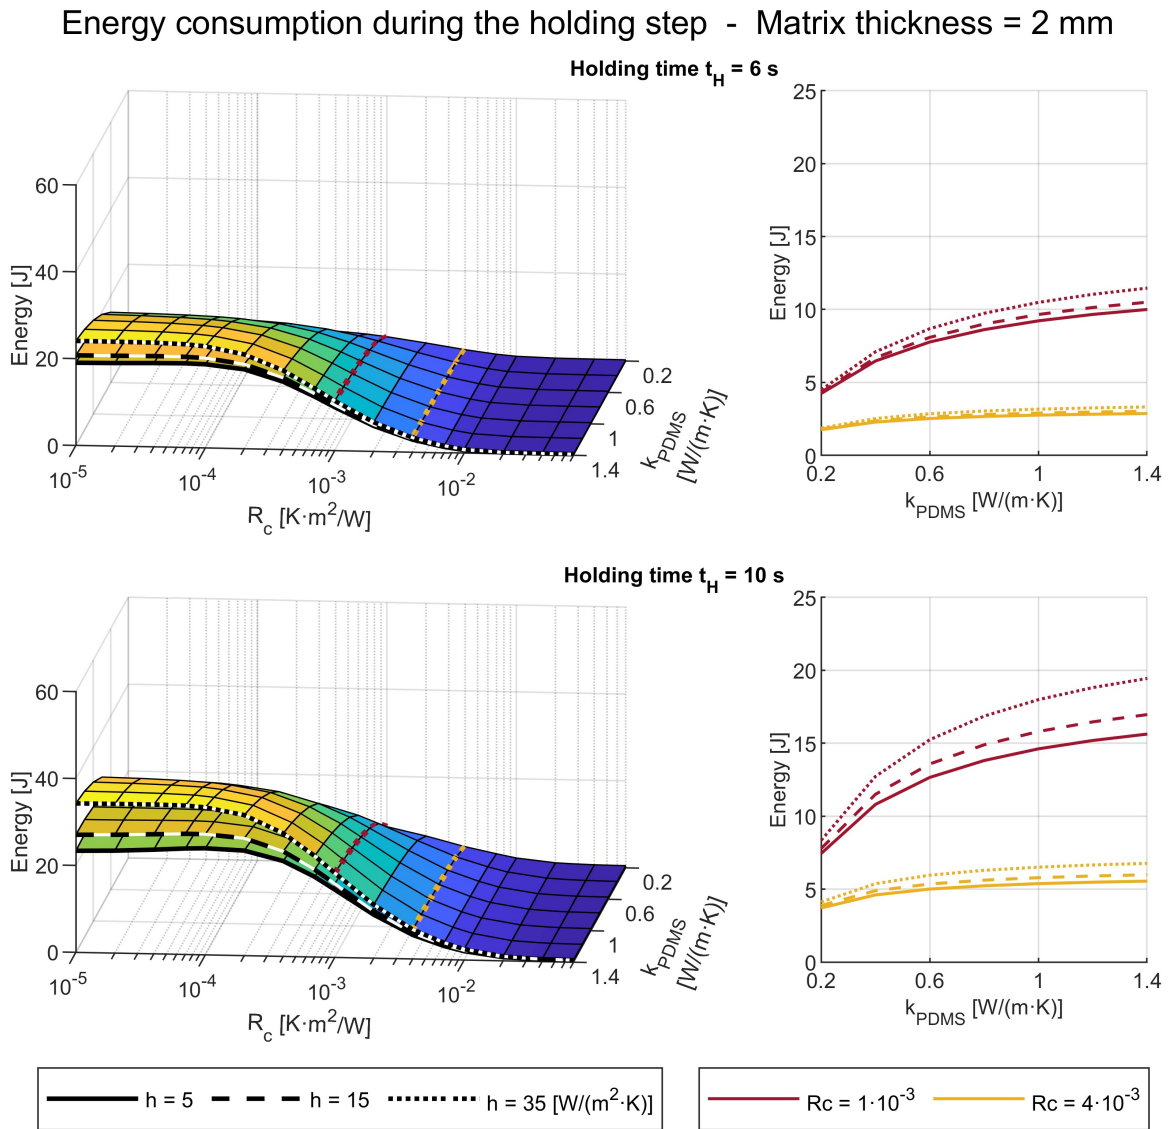 Energy consumption during the holding step - Matrix thickness = 2 mm
Holding time t_H = 6 s
60
40
20
0
Energy [J]
10^-5
10^-4
10^-3
10^-2
R_c [K·m^2/W]
0.2
0.6
1
1.4
k_PDMS
[W/(m·K)]
25
20
15
10
5
0
Energy [J]
0.2
0.6
1
1.4
k_PDMS [W/(m·K)]
Holding time t_H = 10 s
60
40
20
0
Energy [J]
10^-5
10^-4
10^-3
10^-2
R_c [K·m^2/W]
0.2
0.6
1
1.4
k_PDMS
[W/(m·K)]
25
20
15
10
5
0
Energy [J]
0.2
0.6
1
1.4
k_PDMS [W/(m·K)]
h = 5 h = 15 h = 35 [W/(m^2·K)]
Rc = 1·10^-3 Rc = 4·10^-3